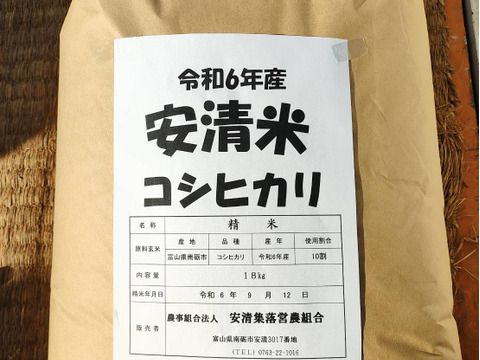 令和6年産
安清米
コシヒカリ
名称 精米
原料玄米 産地 品種 産年 使用割合
富山県南砺市 コシヒカリ 令和6年産 10割
内容量 18㎏
精米年月日 令和 6年 9月 12日
販売者 農事組合法人 安清集落営農組合
富山県南砺市安清3017番地
(TEL) 0763-22-1016